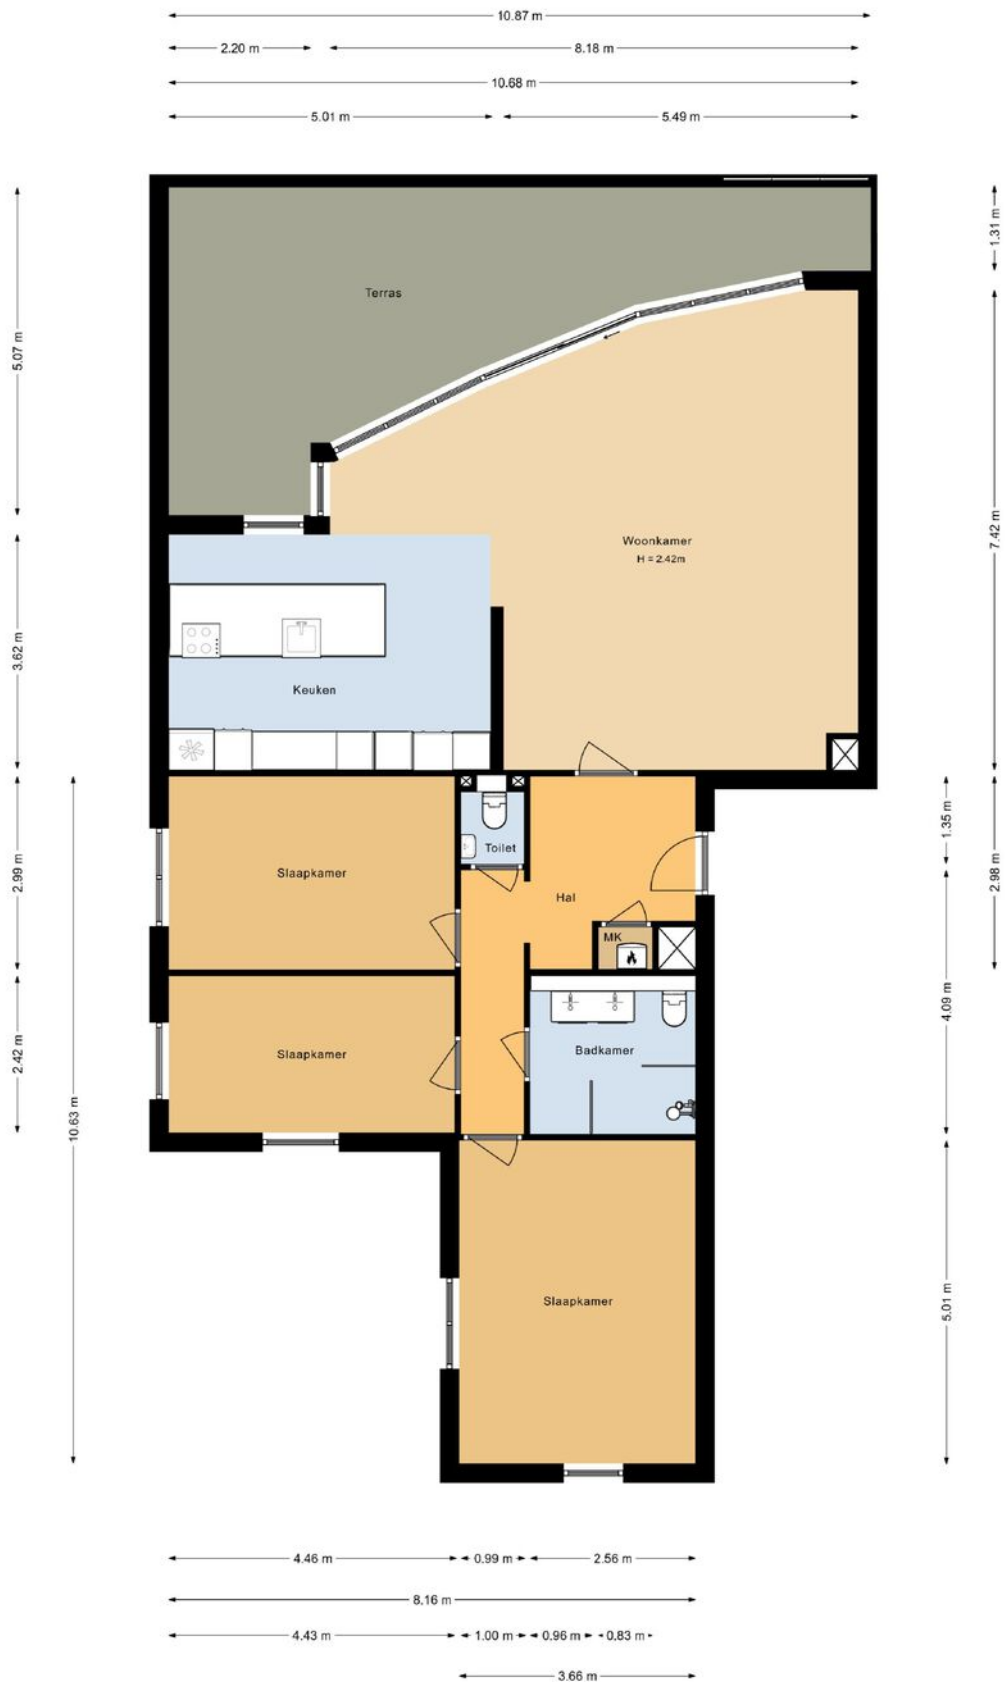 10.87 m
2.20 m
8.18 m
10.68 m
5.01 m
5.49 m
1.31 m
Terras
5.07 m
7.42 m
Woonkamer
H = 2.42m
3.62 m
Keuken
1.35 m
Toilet
2.99 m
Slaapkamer
2.98 m
Hal
MK
4.09 m
2.42 m
Slaapkamer
Badkamer
10.63 m
5.01 m
Slaapkamer
4.46 m
0.99 m
2.56 m
8.16 m
4.43 m
1.00 m
0.96 m
0.83 m
3.66 m